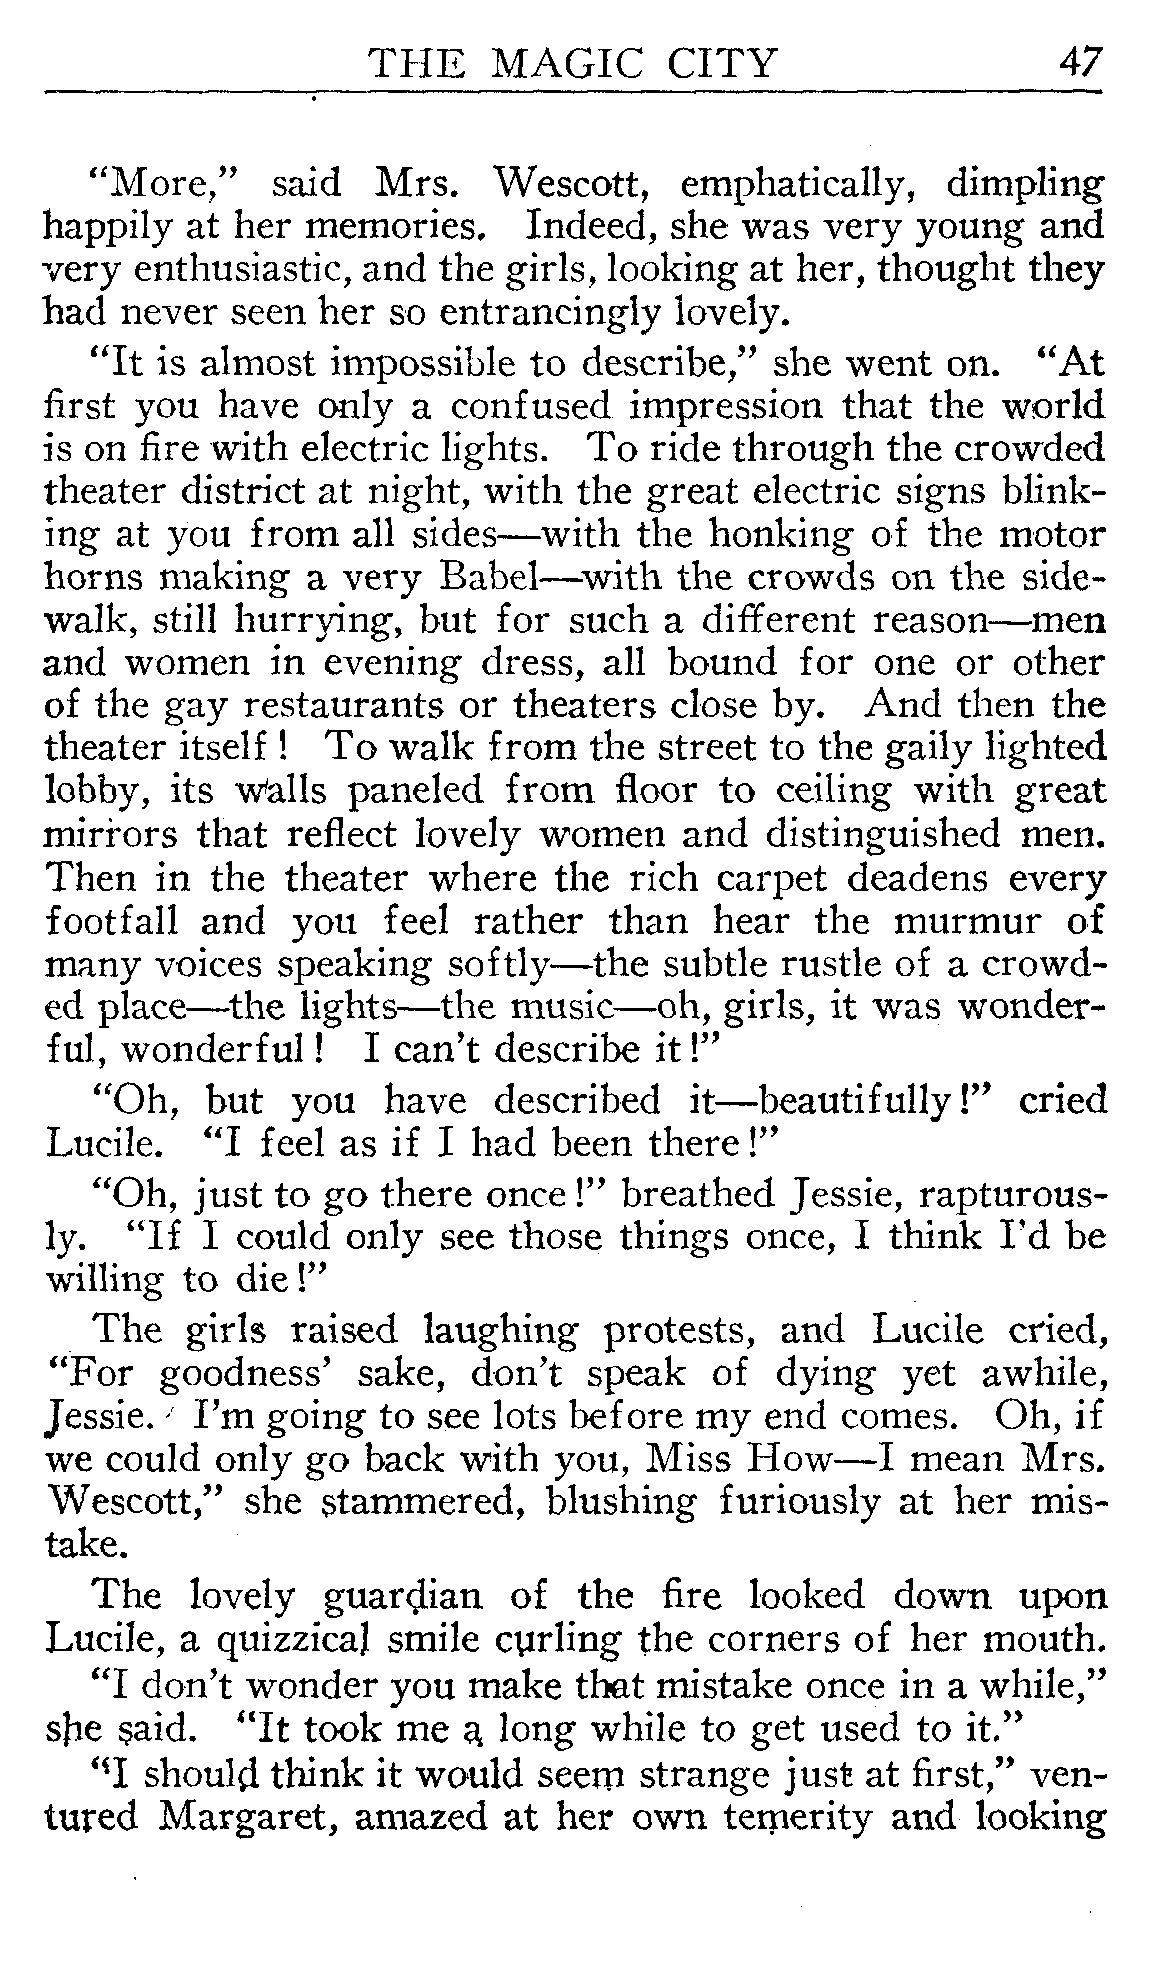 THE MAGIC CITY 47
“More,” said Mrs. Wescott, emphatically, dimpling
happily at her memories. Indeed, she was very young and
very enthusiastic, and the girls, looking at her, thought they
had never seen her so entrancingly lovely.
“It is almost impossible to describe,” she went on. “At
first you have only a confused impression that the world
is on fire with electric lights. To ride through the crowded
theater district at night, with the great electric signs blink-
ing at you from all sides—with the honking of the motor
horns making a very Babel—with the crowds on the side-
walk, still hurrying, but for such a different reason—men
and women in evening dress, all bound for one or other
of the gay restaurants or theaters close by. And then the
theater itself! To walk from the street to the gaily lighted
lobby, its walls paneled from floor to ceiling with great
mirrors that reflect lovely women and distinguished men.
Then in the theater where the rich carpet deadens every
footfall and you feel rather than hear the murmur of
many voices speaking softly—the subtle rustle of a crowd-
ed place—the lights—the music—oh, girls, it was wonder-
ful, wonderful! I can’t describe it!”
“Oh, but you have described it—beautifully!” cried
Lucile. “I feel as if I had been there!”
“Oh, just to go there once!” breathed Jessie, rapturous-
ly. “If I could only see those things once, I think I’d be
willing to die!”
The girls raised laughing protests, and Lucile cried,
“For goodness’ sake, don’t speak of dying yet awhile,
Jessie. I’m going to see lots before my end comes. Oh, if
we could only go back with you, Miss How—I mean Mrs.
Wescott,” she stammered, blushing furiously at her mis-
take.
The lovely guardian of the fire looked down upon
Lucile, a quizzical smile curling the corners of her mouth.
“I don’t wonder you make that mistake once in a while,”
she said. “It took me a long while to get used to it.”
“I should think it would seem strange just at first,” ven-
tured Margaret, amazed at her own temerity and looking